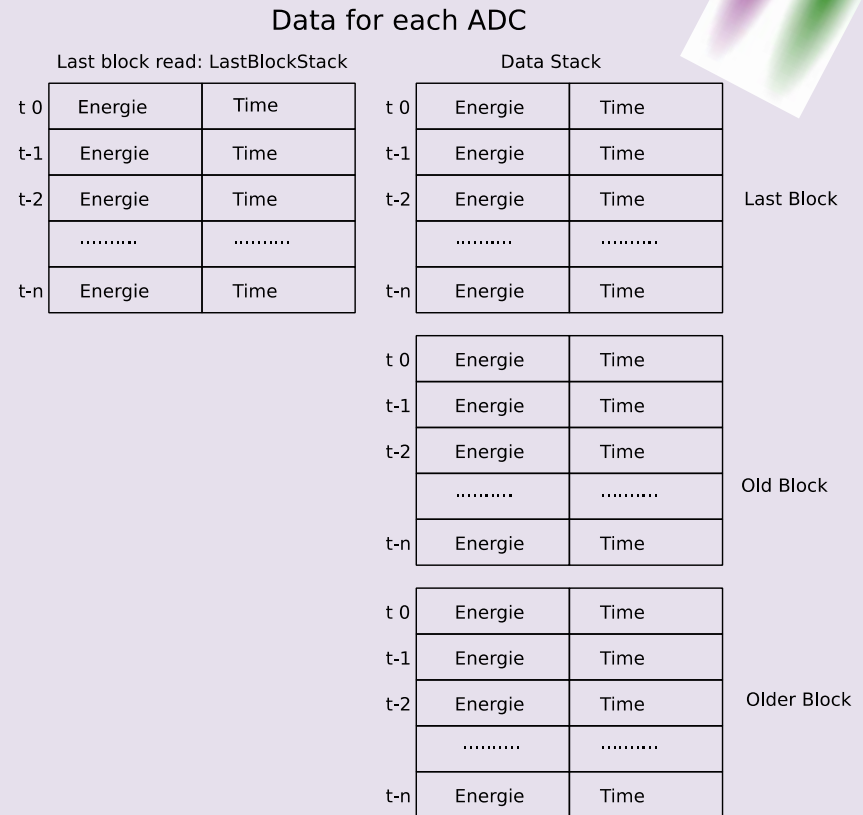 Data for each ADC
Last block read: LastBlockStack
t 0 Energie Time
t-1 Energie Time
t-2 Energie Time
.......... ..........
t-n Energie Time
Data Stack
t 0 Energie Time
t-1 Energie Time
t-2 Energie Time
.......... ..........
t-n Energie Time
Last Block
t 0 Energie Time
t-1 Energie Time
t-2 Energie Time
.......... ..........
t-n Energie Time
Old Block
t 0 Energie Time
t-1 Energie Time
t-2 Energie Time
.......... ..........
t-n Energie Time
Older Block